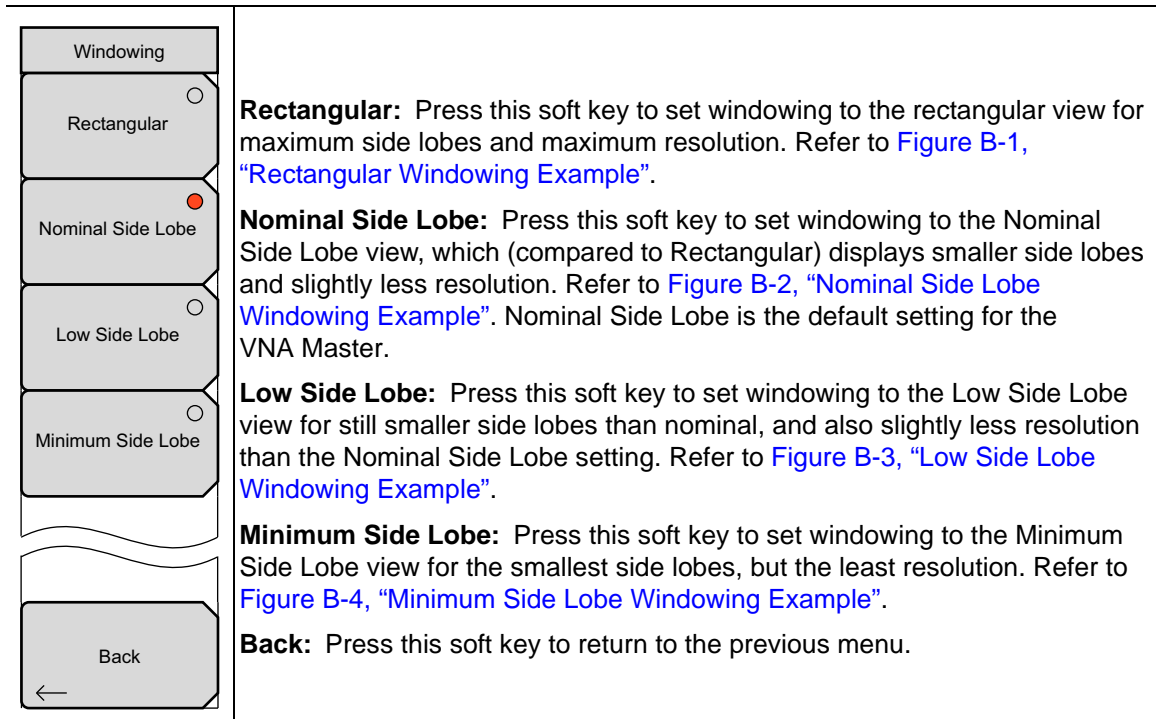 Windowing
Rectangular
Nominal Side Lobe
Low Side Lobe
Minimum Side Lobe
Back
Rectangular: Press this soft key to set windowing to the rectangular view for
maximum side lobes and maximum resolution. Refer to Figure B-1,
“Rectangular Windowing Example”.
Nominal Side Lobe: Press this soft key to set windowing to the Nominal
Side Lobe view, which (compared to Rectangular) displays smaller side lobes
and slightly less resolution. Refer to Figure B-2, “Nominal Side Lobe
Windowing Example”. Nominal Side Lobe is the default setting for the
VNA Master.
Low Side Lobe: Press this soft key to set windowing to the Low Side Lobe
view for still smaller side lobes than nominal, and also slightly less resolution
than the Nominal Side Lobe setting. Refer to Figure B-3, “Low Side Lobe
Windowing Example”.
Minimum Side Lobe: Press this soft key to set windowing to the Minimum
Side Lobe view for the smallest side lobes, but the least resolution. Refer to
Figure B-4, “Minimum Side Lobe Windowing Example”.
Back: Press this soft key to return to the previous menu.